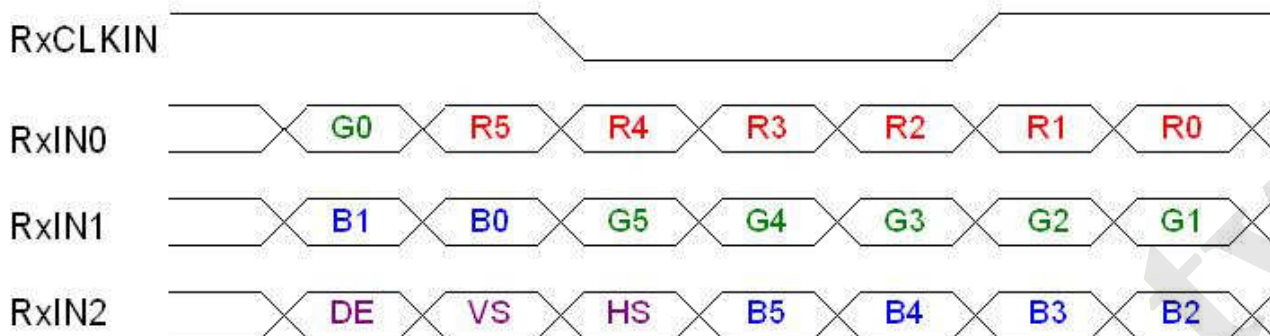 RxCLKIN
RxIN0 G0 R5 R4 R3 R2 R1 R0
RxIN1 B1 B0 G5 G4 G3 G2 G1
RxIN2 DE VS HS B5 B4 B3 B2